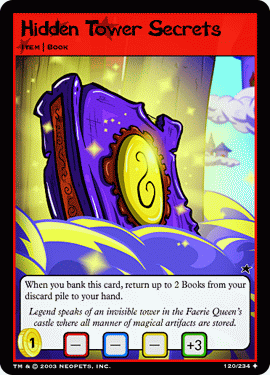 Hidden Tower Secrets
Item | Book
When you bank this card, return up to 2 Books from your discard pile to your hand.
Legend speaks of an invisible tower in the Faerie Queen's castle where all manner of magical artifacts are stored.
1 — — — +3
TM & © 2003 NEOPETS, INC. 120/234 ◆